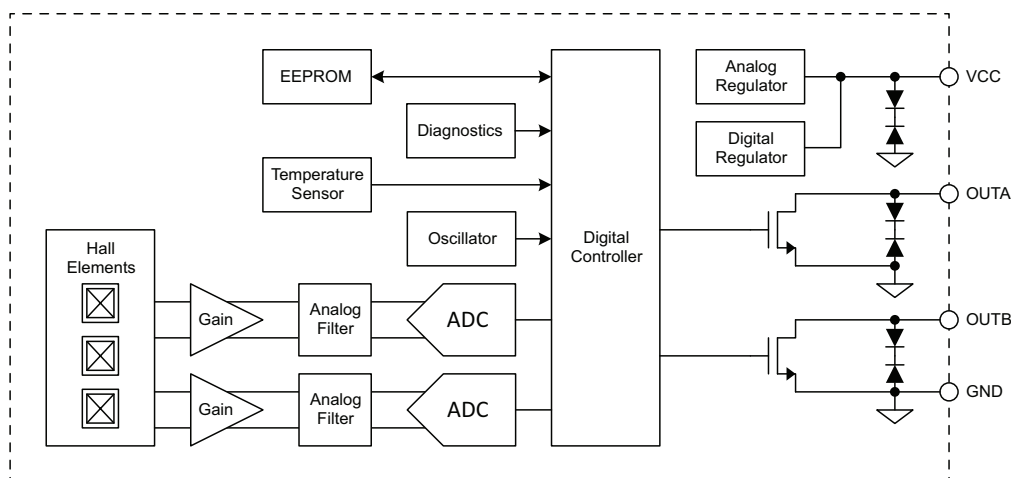 EEPROM
Diagnostics
Temperature
Sensor
Oscillator
Hall
Elements
Gain
Analog
Filter
ADC
Gain
Analog
Filter
ADC
Digital
Controller
Analog
Regulator
Digital
Regulator
VCC
OUTA
OUTB
GND